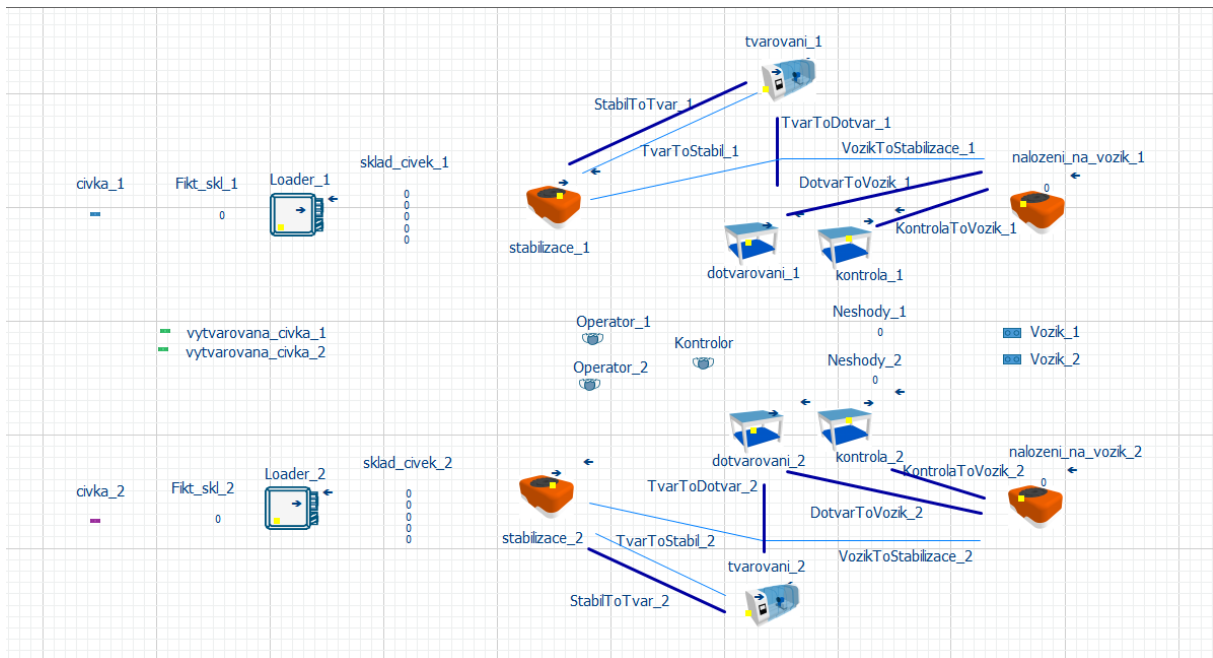 tvarovani_1
StabilToTvar_1
TvarToDotvar_1
sklad_civek_1
TvarToStabil_1
VozikToStabilizace_1
nalozeni_na_vozik_1
civka_1
Fikt_skl_1
Loader_1
DotvarToVozik_1
0
0
0
0
0
0
0
KontrolaToVozik_1
stabilizace_1
dotvarovani_1
kontrola_1
Neshody_1
0
vytvarovana_civka_1
vytvarovana_civka_2
Operator_1
Kontrolor
Vozik_1
Operator_2
Neshody_2
0
Vozik_2
dotvarovani_2
kontrola_2
nalozeni_na_vozik_2
sklad_civek_2
KontrolaToVozik_2
Loader_2
civka_2
Fikt_skl_2
TvarToDotvar_2
0
0
0
0
0
0
0
DotvarToVozik_2
stabilizace_2
TvarToStabil_2
VozikToStabilizace_2
tvarovani_2
StabilToTvar_2